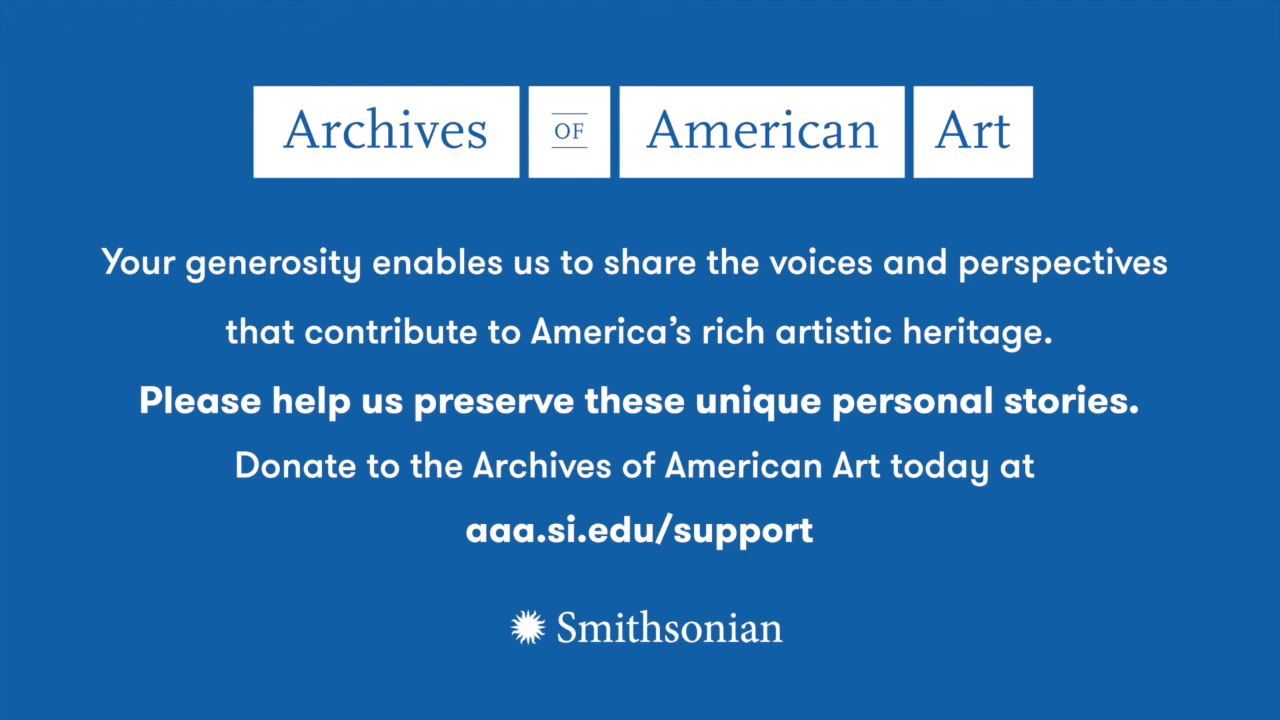 Archives OF American Art
Your generosity enables us to share the voices and perspectives
that contribute to America’s rich artistic heritage.
Please help us preserve these unique personal stories.
Donate to the Archives of American Art today at
aaa.si.edu/support
Smithsonian